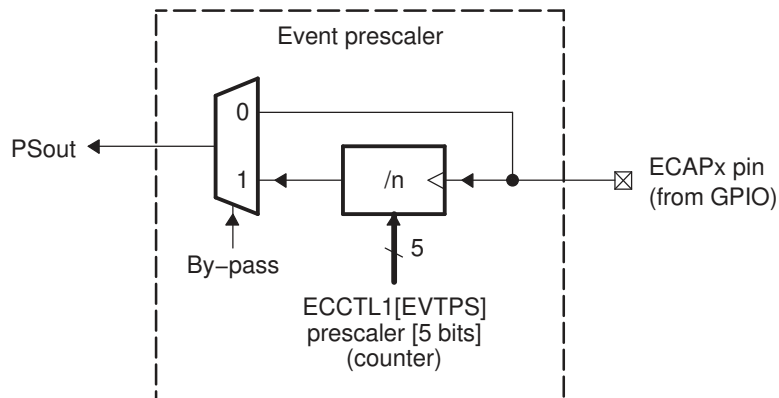 Event prescaler
0
PSout
ECAPx pin
(from GPIO)
1
/n
5
By−pass
ECCTL1[EVTPS]
prescaler [5 bits]
(counter)